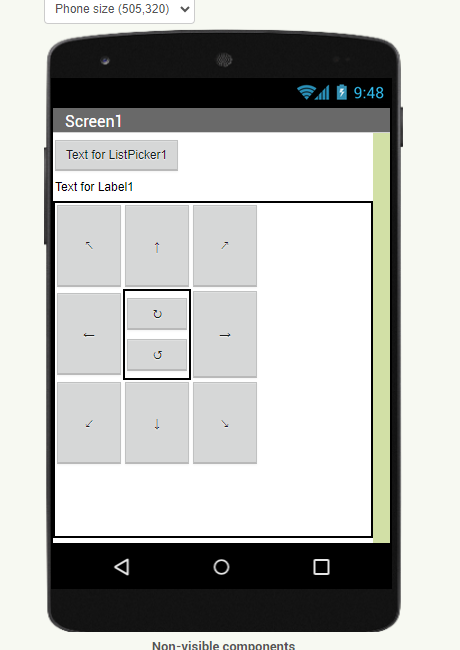 Phone size (505,320)
9:48
Screen1
Text for ListPicker1
Text for Label1
↖ ↑ ↗
← ↻ →
↺
↙ ↓ ↘
Non-visible components